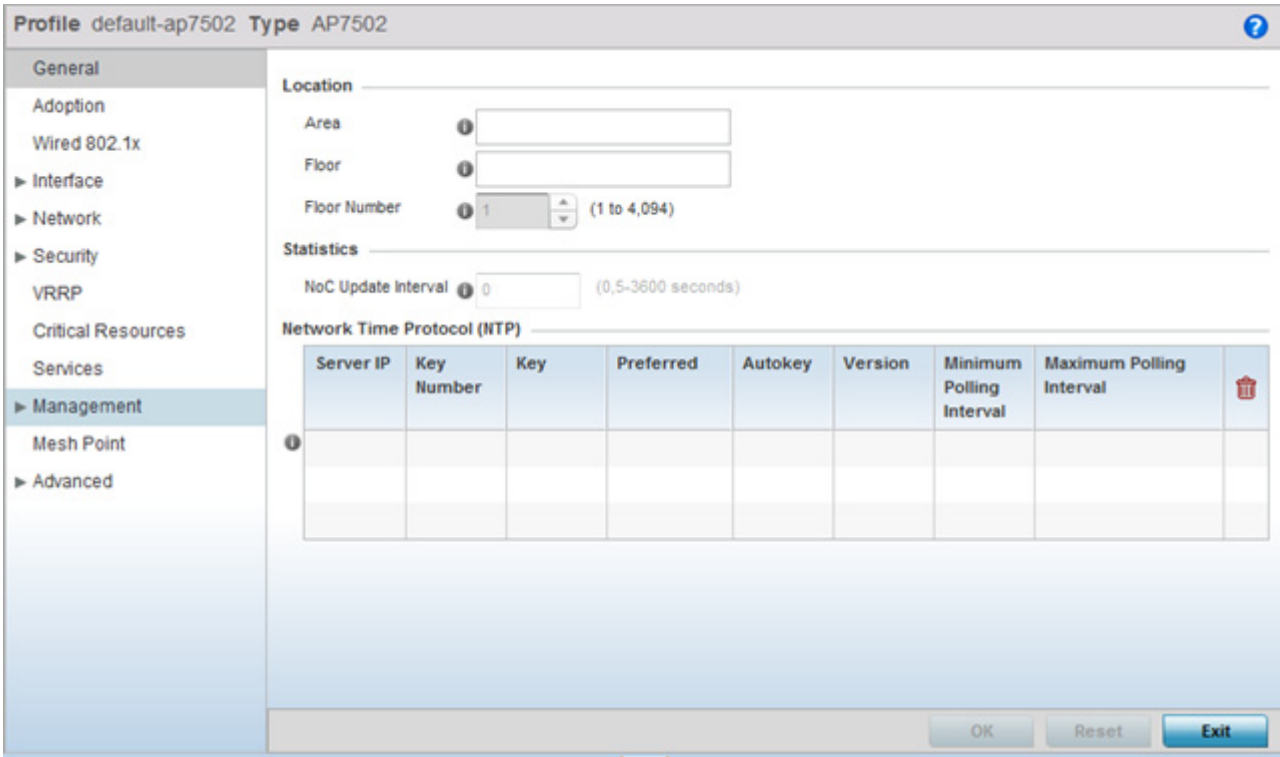 Profile default-ap7502 Type AP7502
?
General
Adoption
Wired 802.1x
Interface
Network
Security
VRRP
Critical Resources
Services
Management
Mesh Point
Advanced
Location
Area
Floor
Floor Number 1 (1 to 4,094)
Statistics
NoC Update Interval 0 (0,5-3600 seconds)
Network Time Protocol (NTP)
Server IP Key Number Key Preferred Autokey Version Minimum Polling Interval Maximum Polling Interval
OK Reset Exit